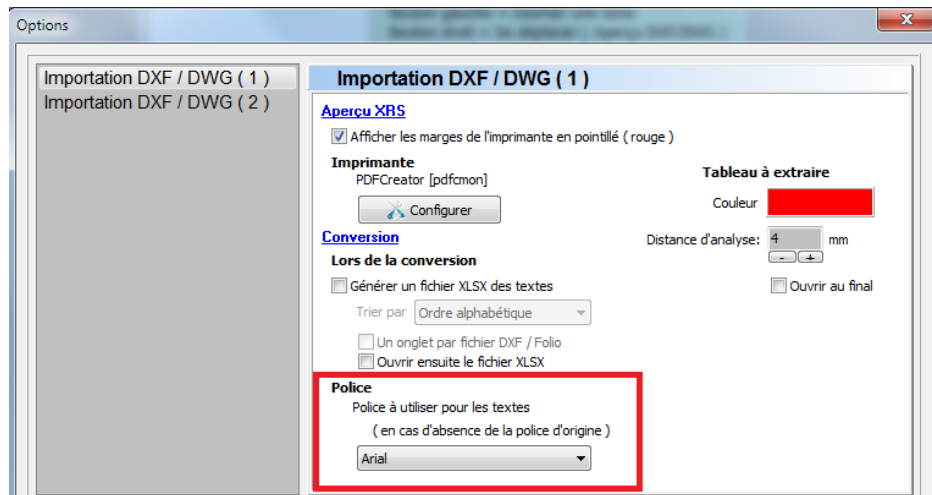 Options
Importation DXF / DWG ( 1 )
Importation DXF / DWG ( 2 )
Importation DXF / DWG ( 1 )
Aperçu XRS
Afficher les marges de l'imprimante en pointillé ( rouge )
Imprimante
PDFCreator [pdfcmon]
Configurer
Tableau à extraire
Couleur
Distance d'analyse: 4 mm
- +
Ouvrir au final
Conversion
Lors de la conversion
Générer un fichier XLSX des textes
Trier par Ordre alphabétique
Un onglet par fichier DXF / Folio
Ouvrir ensuite le fichier XLSX
Police
Police à utiliser pour les textes
( en cas d'absence de la police d'origine )
Arial